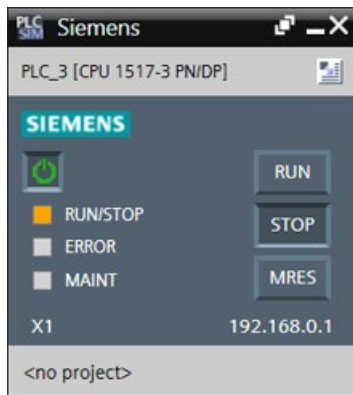 PLC SIM Siemens
PLC_3 [CPU 1517-3 PN/DP]
SIEMENS
RUN
RUN/STOP
STOP
ERROR
MAINT
MRES
X1 192.168.0.1
<no project>